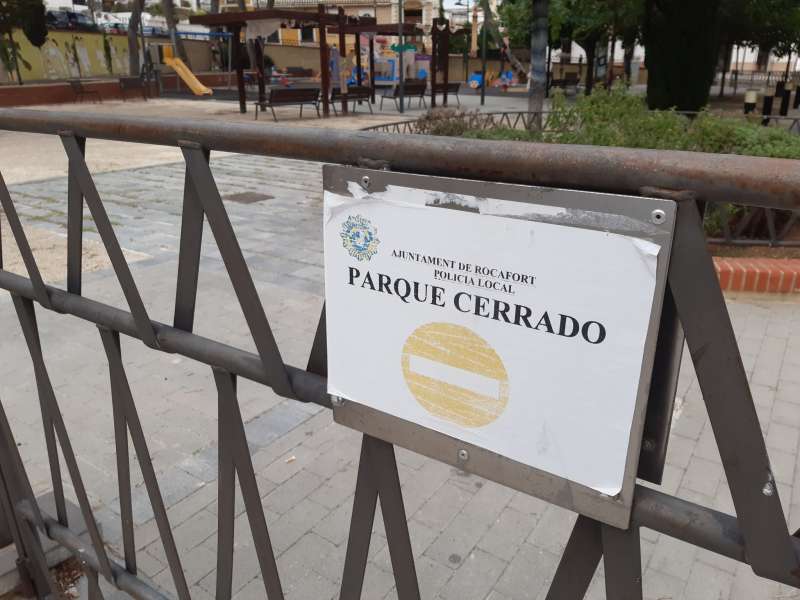 AJUNTAMENT DE ROCAFORT
POLICIA LOCAL
PARQUE CERRADO